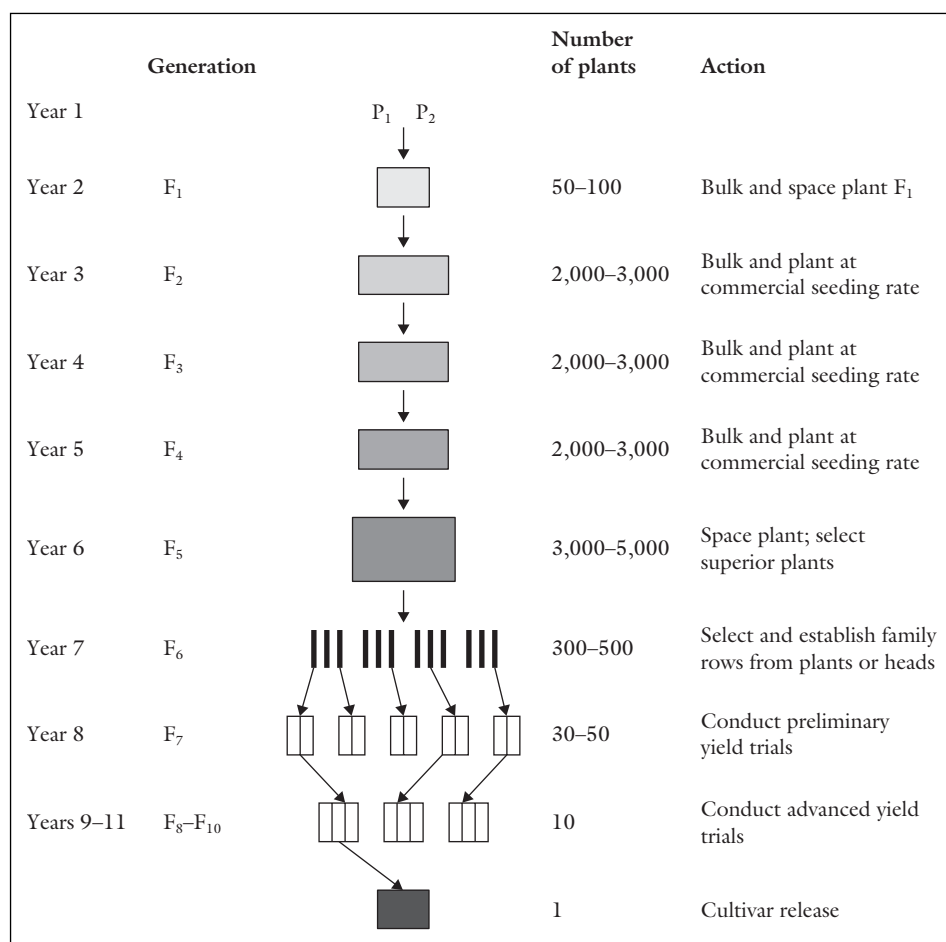 Generation Number of plants Action
Year 1 P₁ P₂
Year 2 F₁ 50–100 Bulk and space plant F₁
Year 3 F₂ 2,000–3,000 Bulk and plant at
commercial seeding rate
Year 4 F₃ 2,000–3,000 Bulk and plant at
commercial seeding rate
Year 5 F₄ 2,000–3,000 Bulk and plant at
commercial seeding rate
Year 6 F₅ 3,000–5,000 Space plant; select
superior plants
Year 7 F₆ 300–500 Select and establish family
rows from plants or heads
Year 8 F₇ 30–50 Conduct preliminary
yield trials
Years 9–11 F₈–F₁₀ 10 Conduct advanced yield
trials
1 Cultivar release